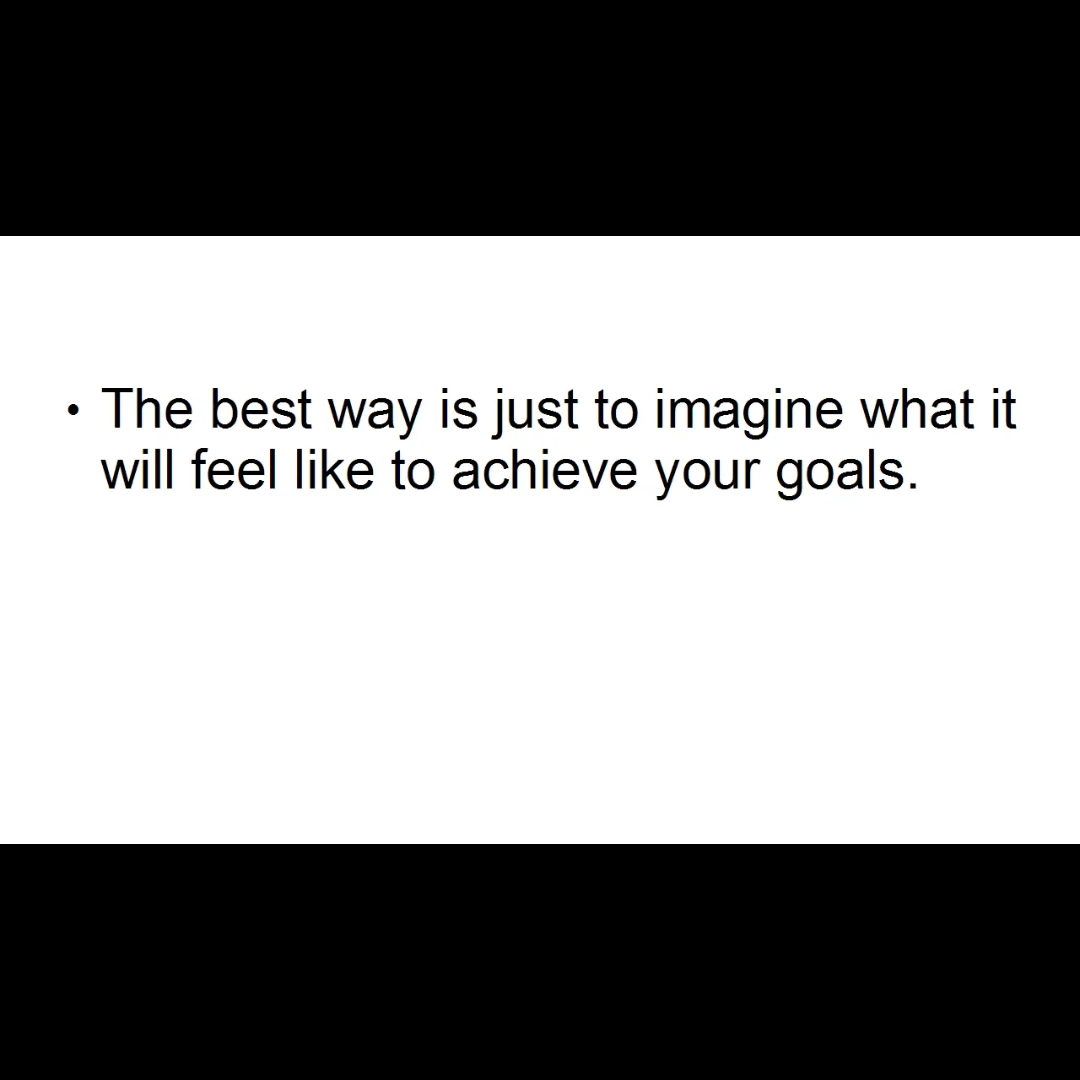 • The best way is just to imagine what it
will feel like to achieve your goals.